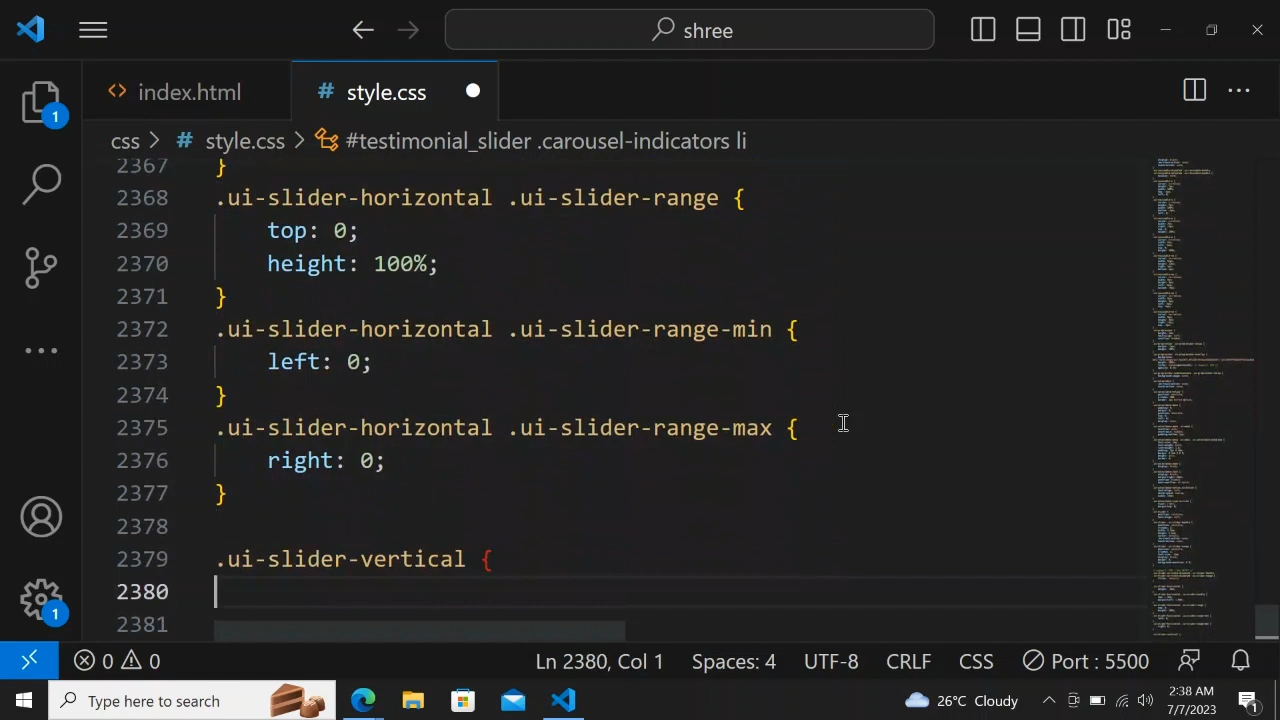 shree
index.html
# style.css
css > # style.css > #testimonial_slider .carousel-indicators li
2367 }
2368 .ui-slider-horizontal .ui-slider-range{
2369 top: 0;
2370 height: 100%;
2371 }
2372 .ui-slider-horizontal .ui-slider-range-min {
2373 left: 0;
2374 }
2375 .ui-slider-horizontal .ui-slider-range-max {
2376 right: 0;
2377 }
2378
2379 .ui-slider-vertical{
2380
2381
1
1
0 0
Ln 2380, Col 1 Spaces: 4 UTF-8 CRLF CSS Port : 5500
Type here to search
26°C Cloudy
2:38 AM
7/7/2023
1